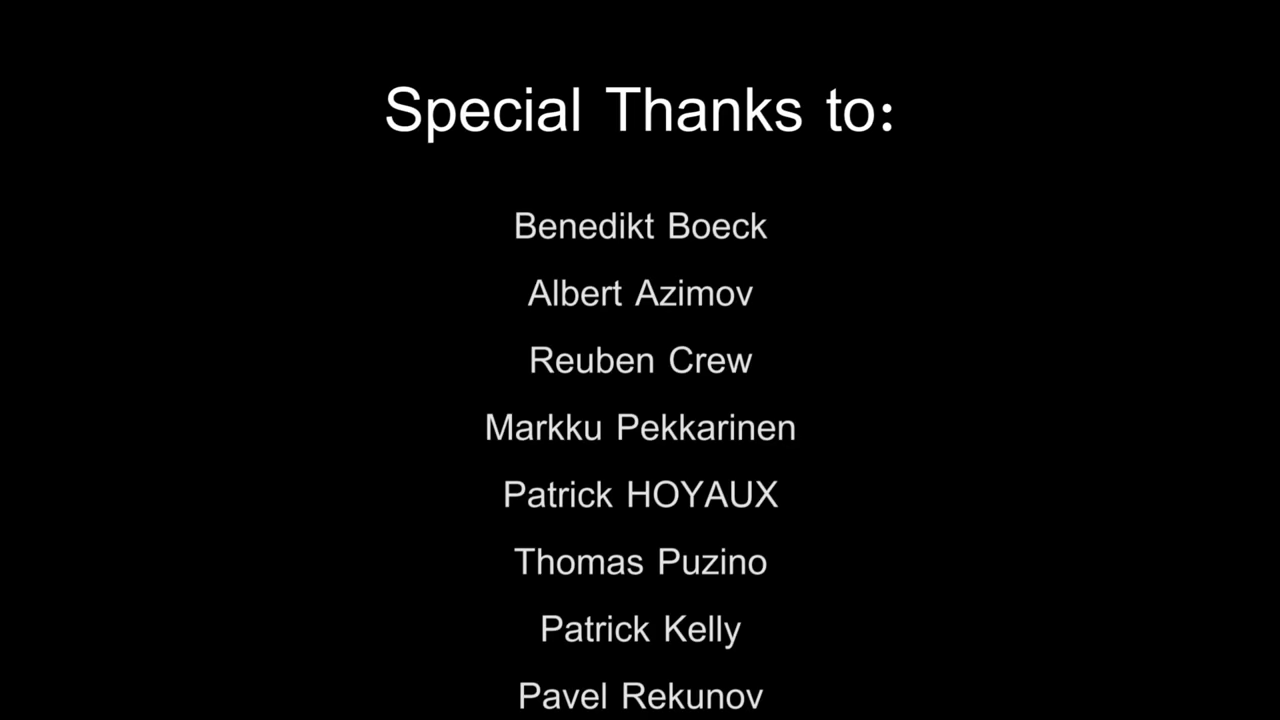 Special Thanks to:
Benedikt Boeck
Albert Azimov
Reuben Crew
Markku Pekkarinen
Patrick HOYAUX
Thomas Puzino
Patrick Kelly
Pavel Rekunov